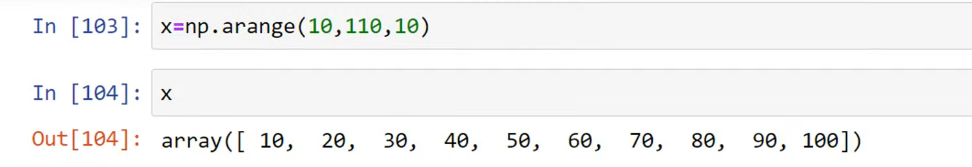 In [103]: x=np.arange(10,110,10)
In [104]: x
Out[104]: array([ 10,  20,  30,  40,  50,  60,  70,  80,  90, 100])